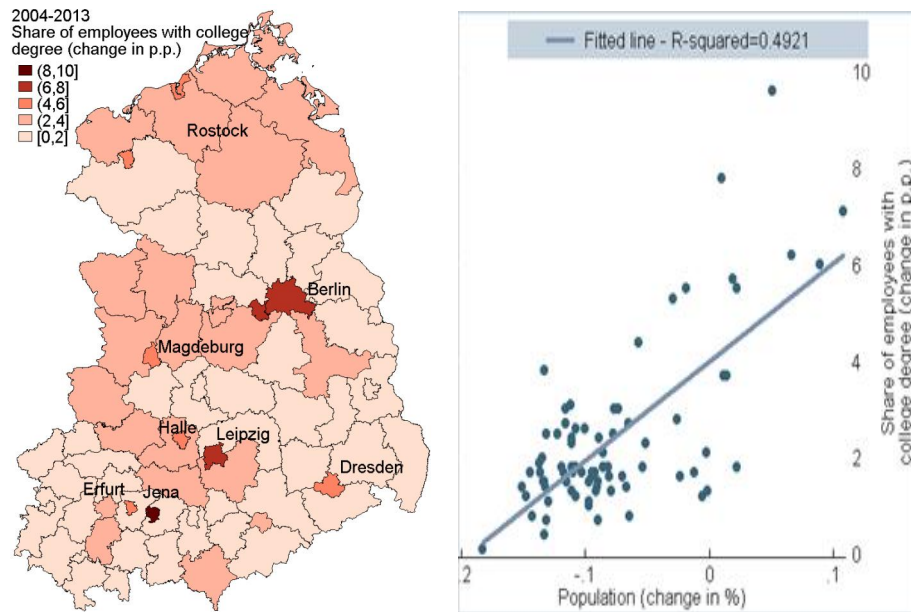 2004-2013
Share of employees with college
degree (change in p.p.)
(8,10]
(6,8]
(4,6]
(2,4]
[0,2]
Rostock
Berlin
Magdeburg
Halle
Leipzig
Dresden
Erfurt
Jena
Fitted line - R-squared=0.4921
10
8
6
4
2
0
Share of employees with
college degree (change in p.p.)
.2
-.1
0
.1
Population (change in %)